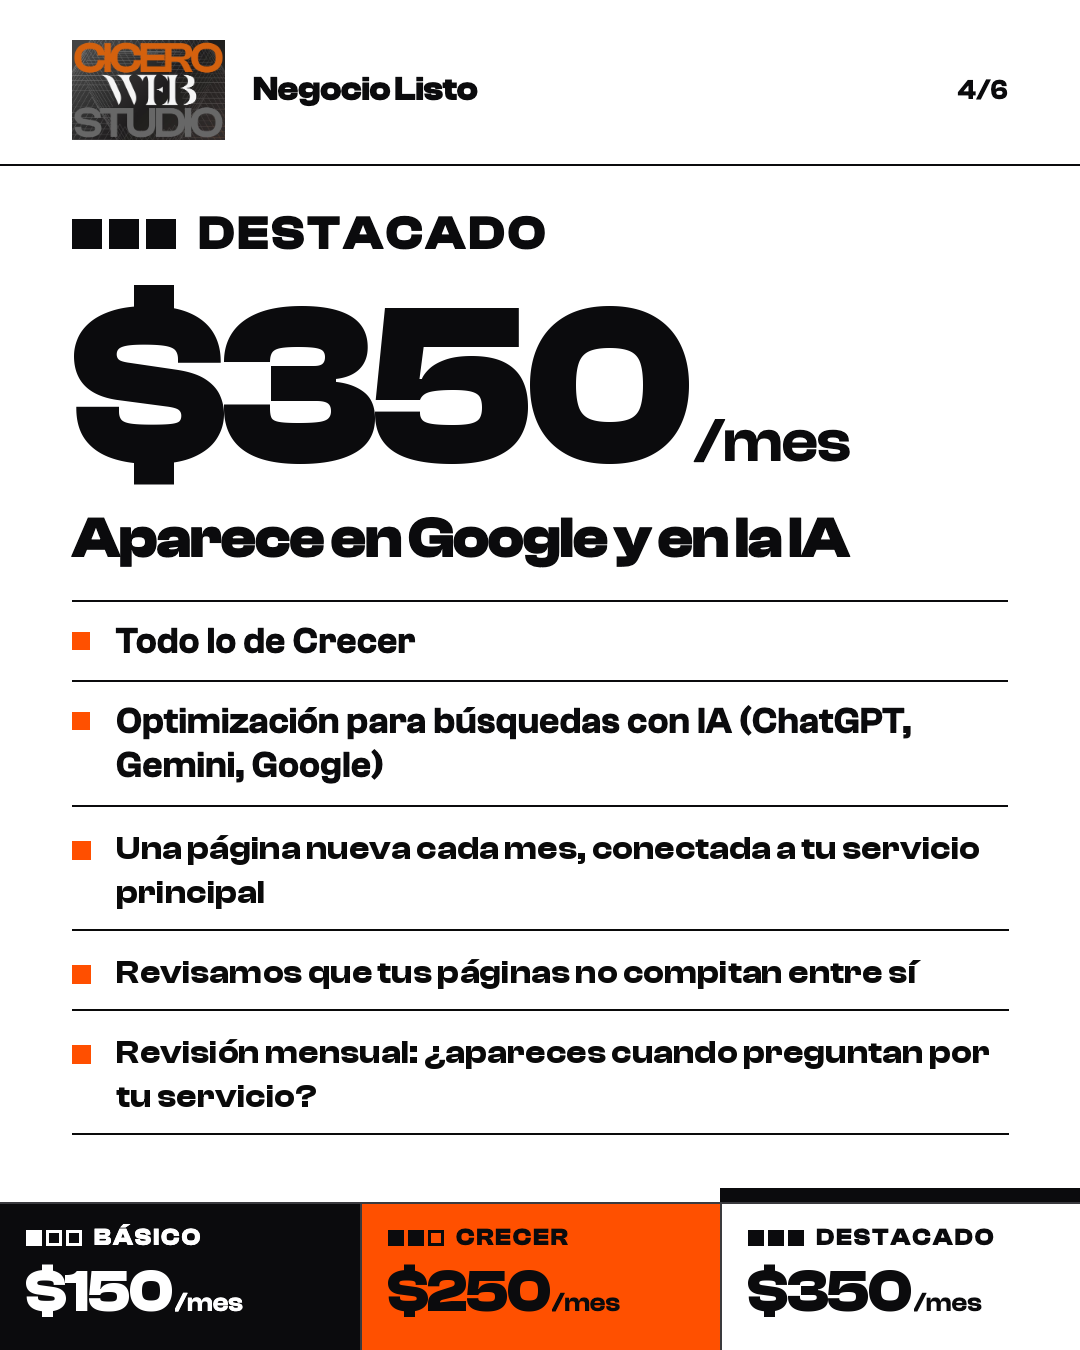 CICERO
WEB
STUDIO
Negocio Listo
4/6
DESTACADO
$350/mes
Aparece en Google y en la IA
Todo lo de Crecer
Optimización para búsquedas con IA (ChatGPT,
Gemini, Google)
Una página nueva cada mes, conectada a tu servicio
principal
Revisamos que tus páginas no compitan entre sí
Revisión mensual: ¿apareces cuando preguntan por
tu servicio?
BÁSICO
$150/mes
CRECER
$250/mes
DESTACADO
$350/mes